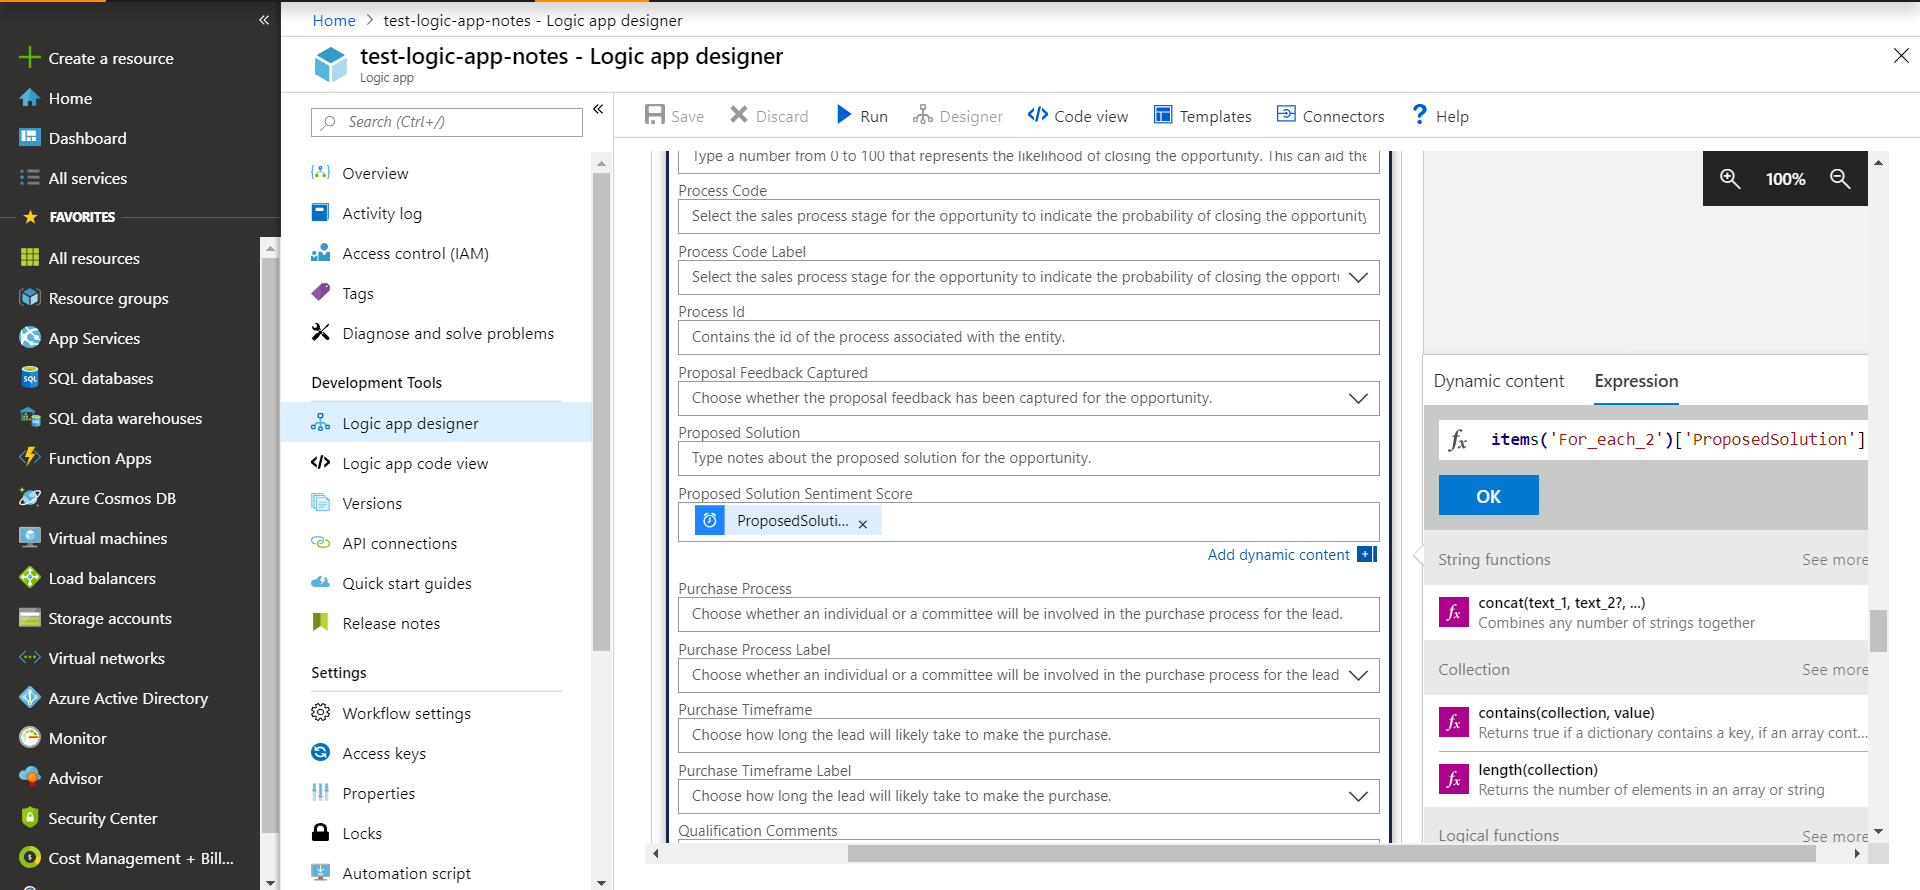 Home > test-logic-app-notes - Logic app designer
test-logic-app-notes - Logic app designer
Logic app
Create a resource
Home
Dashboard
All services
FAVORITES
All resources
Resource groups
App Services
SQL databases
SQL data warehouses
Function Apps
Azure Cosmos DB
Virtual machines
Load balancers
Storage accounts
Virtual networks
Azure Active Directory
Monitor
Advisor
Security Center
Cost Management + Bill...
Search (Ctrl+/)
Overview
Activity log
Access control (IAM)
Tags
Diagnose and solve problems
Development Tools
Logic app designer
Logic app code view
Versions
API connections
Quick start guides
Release notes
Settings
Workflow settings
Access keys
Properties
Locks
Automation script
Save
Discard
Run
Designer
Code view
Templates
Connectors
Help
Type a number from 0 to 100 that represents the likelihood of closing the opportunity. This can aid the
Process Code
Select the sales process stage for the opportunity to indicate the probability of closing the opportunity
Process Code Label
Select the sales process stage for the opportunity to indicate the probability of closing the opportu
Process Id
Contains the id of the process associated with the entity.
Proposal Feedback Captured
Choose whether the proposal feedback has been captured for the opportunity.
Proposed Solution
Type notes about the proposed solution for the opportunity.
Proposed Solution Sentiment Score
ProposedSoluti... ×
Add dynamic content
Purchase Process
Choose whether an individual or a committee will be involved in the purchase process for the lead.
Purchase Process Label
Choose whether an individual or a committee will be involved in the purchase process for the lead
Purchase Timeframe
Choose how long the lead will likely take to make the purchase.
Purchase Timeframe Label
Choose how long the lead will likely take to make the purchase.
Qualification Comments
100%
Dynamic content
Expression
fx items('For_each_2')['ProposedSolution']
OK
String functions
See more
fx concat(text_1, text_2?, ...)
Combines any number of strings together
Collection
See more
fx contains(collection, value)
Returns true if a dictionary contains a key, if an array cont...
fx length(collection)
Returns the number of elements in an array or string
Logical functions
See more